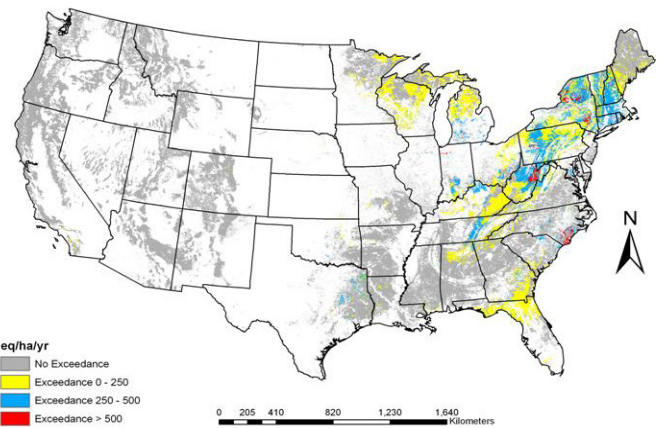 N
eq/ha/yr
No Exceedance
Exceedance 0 - 250
Exceedance 250 - 500
Exceedance > 500
0 205 410 820 1,230 1,640
Kilometers